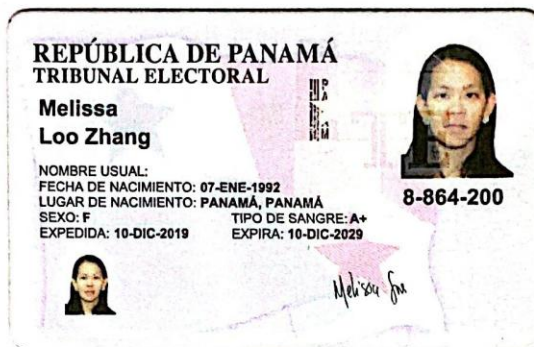 REPÚBLICA DE PANAMÁ
TRIBUNAL ELECTORAL
Melissa
Loo Zhang
NOMBRE USUAL:
FECHA DE NACIMIENTO: 07-ENE-1992
LUGAR DE NACIMIENTO: PANAMÁ, PANAMÁ
SEXO: F TIPO DE SANGRE: A+
EXPEDIDA: 10-DIC-2019 EXPIRA: 10-DIC-2029
8-864-200
Melissa